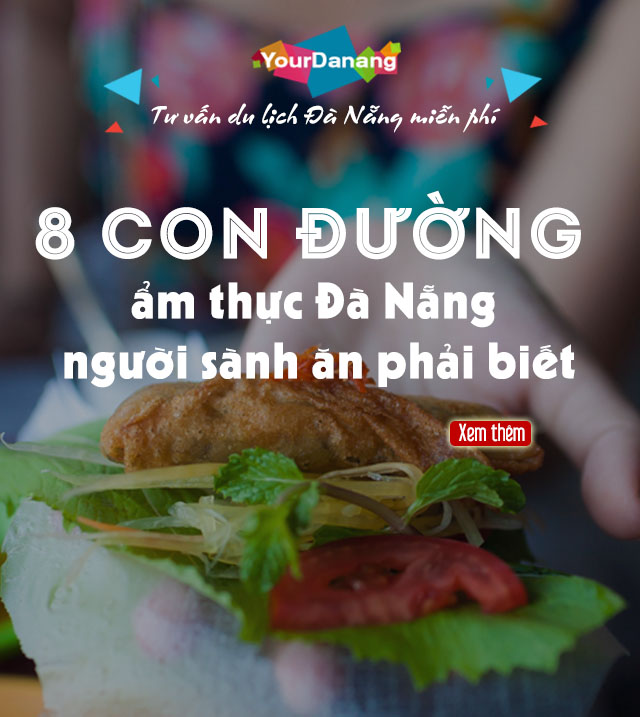 YourDanang
Tư vấn du lịch Đà Nẵng miễn phí
8 CON ĐƯỜNG
ẩm thực Đà Nẵng
người sành ăn phải biết
Xem thêm